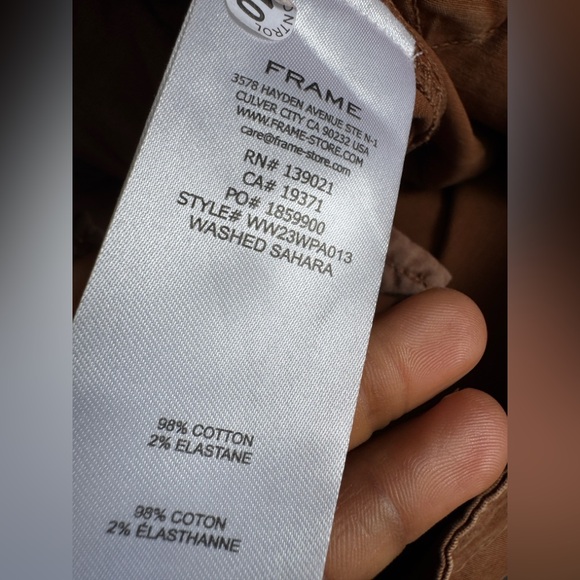 CONTROL
FRAME
3578 HAYDEN AVENUE STE N-1
CULVER CITY CA 90232 USA
WWW.FRAME-STORE.COM
care@frame-store.com
RN# 139021
CA# 19371
PO# 1859900
STYLE# WW23WPA013
WASHED SAHARA
98% COTTON
2% ELASTANE
98% COTON
2% ÉLASTHANNE